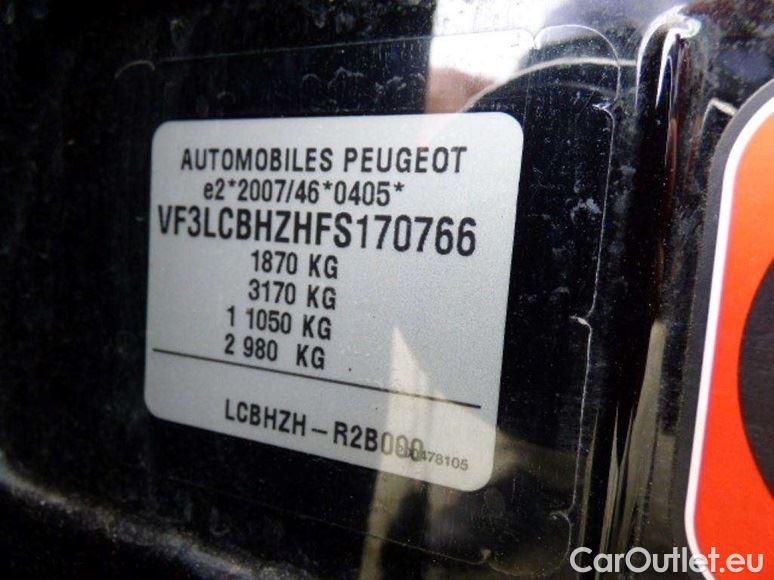 AUTOMOBILES PEUGEOT
e2*2007/46*0405*
VF3LCBHZHFS170766
1870 KG
3170 KG
1 1050 KG
2 980 KG
LCBHZH-R2B000
478105
CarOutlet.eu